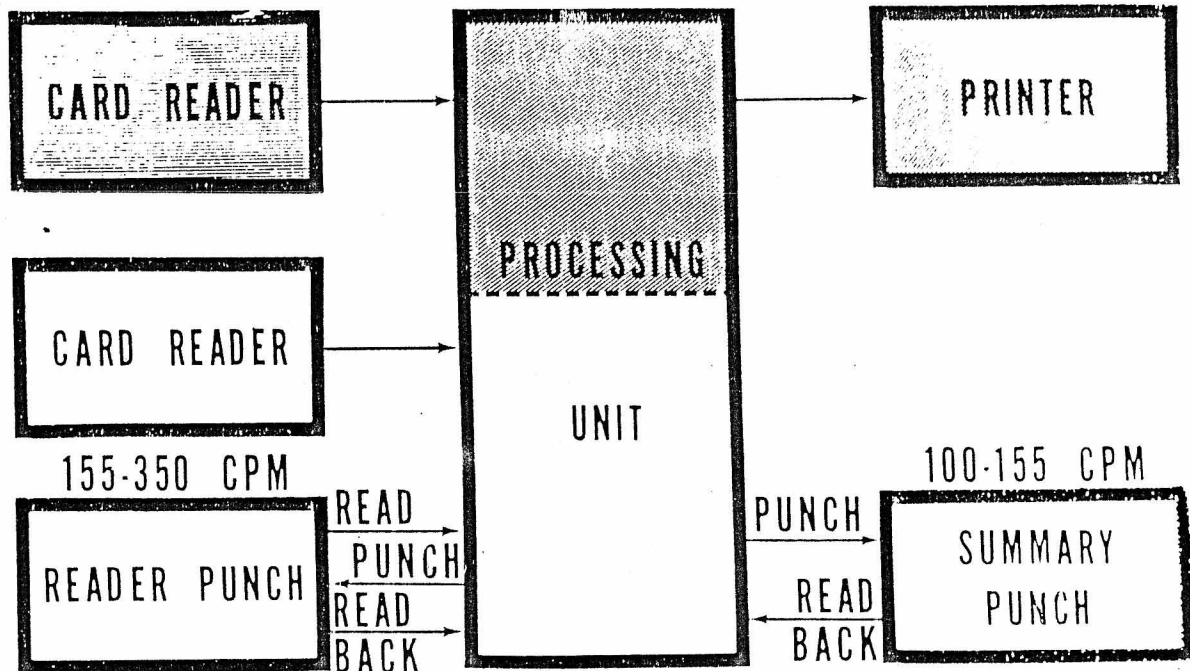 CARD READER
PRINTER
PROCESSING
CARD READER
UNIT
155-350 CPM
100-155 CPM
READER PUNCH
READ
PUNCH
READ
BACK
PUNCH
READ
BACK
SUMMARY
PUNCH